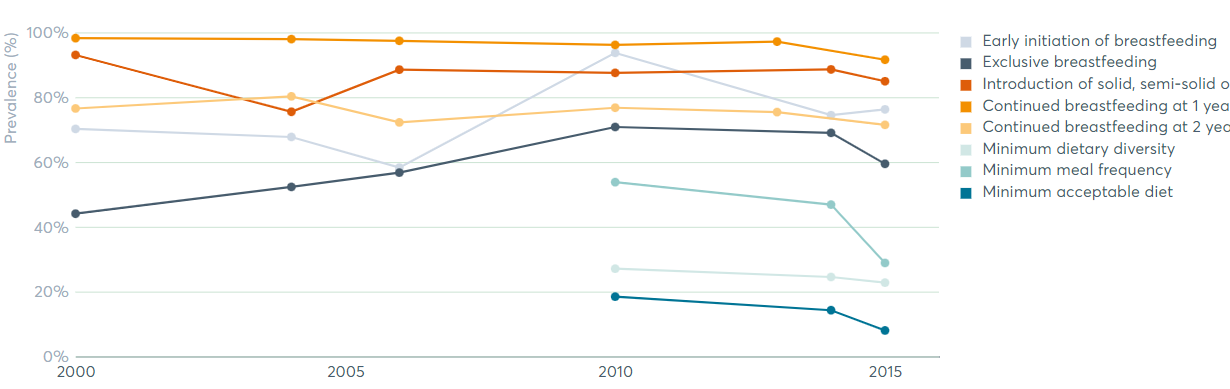 Prevalence (%)
100%
80%
60%
40%
20%
0%
2000 2005 2010 2015
Early initiation of breastfeeding
Exclusive breastfeeding
Introduction of solid, semi-solid o
Continued breastfeeding at 1 yea
Continued breastfeeding at 2 yea
Minimum dietary diversity
Minimum meal frequency
Minimum acceptable diet